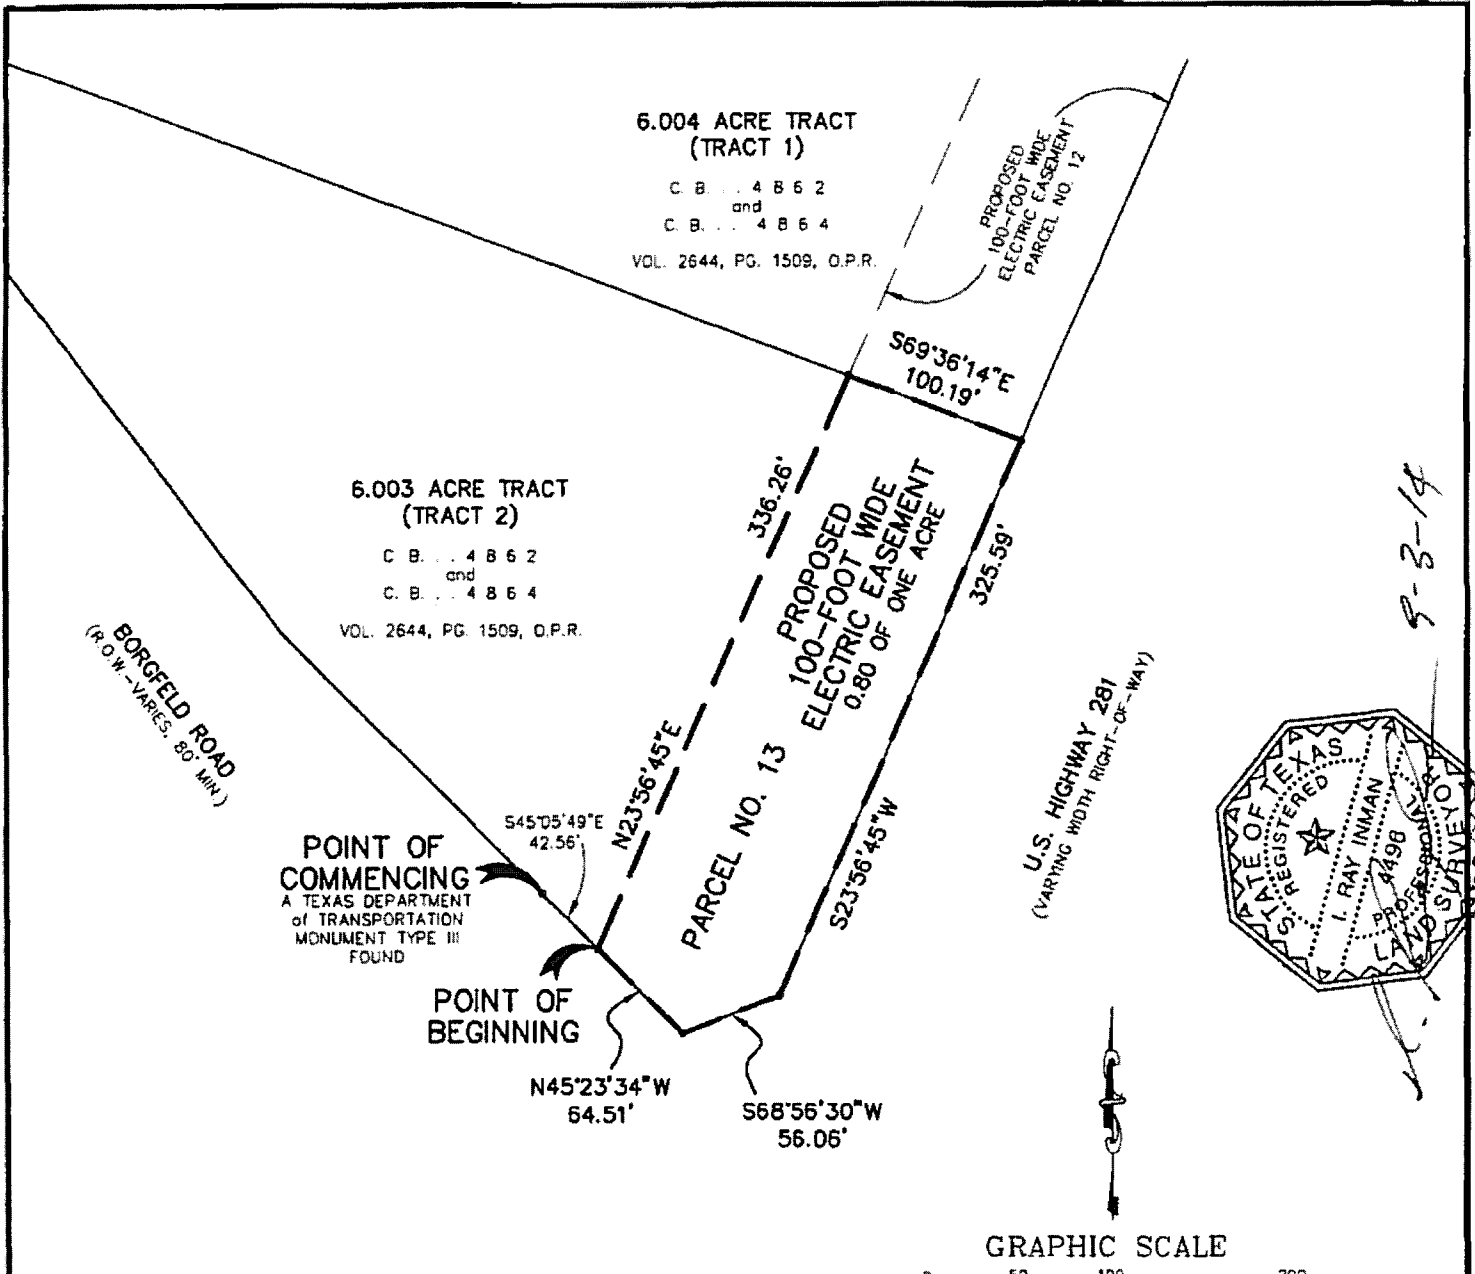 6.004 ACRE TRACT
(TRACT 1)
C. B. . . 4 8 6 2
and
C. B. . . 4 8 6 4
VOL. 2644, PG. 1509, O.P.R.
PROPOSED
100-FOOT WIDE
ELECTRIC EASEMENT
PARCEL NO. 12
S69°36'14"E
100.19'
6.003 ACRE TRACT
(TRACT 2)
C B. . . 4 8 6 2
and
C. B. . . 4 8 6 4
VOL. 2644, PG. 1509, O.P.R.
336.26'
N23°56'45"E
PROPOSED
100-FOOT WIDE
ELECTRIC EASEMENT
0.80 OF ONE ACRE
PARCEL NO. 13
325.59'
S23°56'45"W
BORGFELD ROAD
(R.O.W.-VARIES, 80' MIN.)
U.S. HIGHWAY 281
(VARYING WIDTH RIGHT-OF-WAY)
S45°05'49"E
42.56'
POINT OF
COMMENCING
A TEXAS DEPARTMENT
of TRANSPORTATION
MONUMENT TYPE III
FOUND
POINT OF
BEGINNING
N45°23'34"W
64.51'
S68°56'30"W
56.06'
STATE OF TEXAS
REGISTERED
I. RAY INMAN
4498
PROFESSIONAL
LAND SURVEYOR
GRAPHIC SCALE